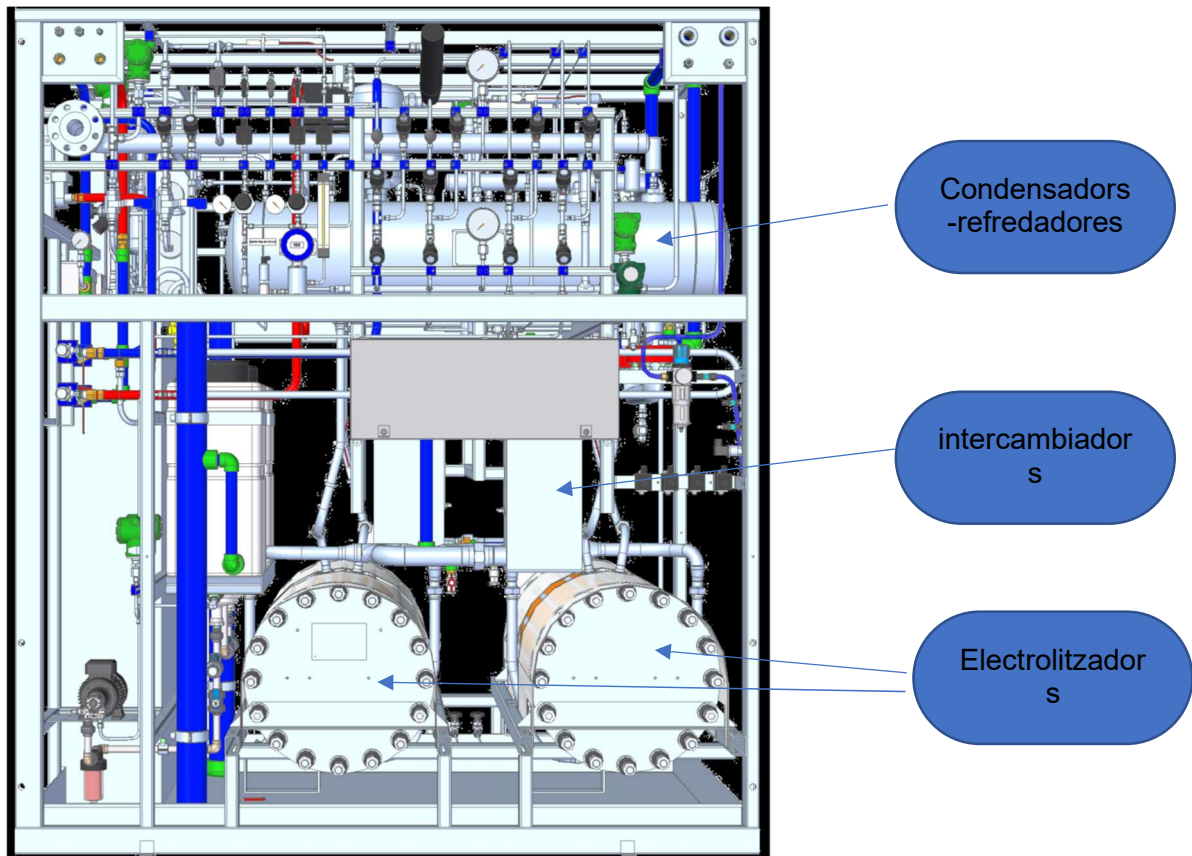 Condensadors
-refredadores
intercambiador
s
Electrolitzador
s